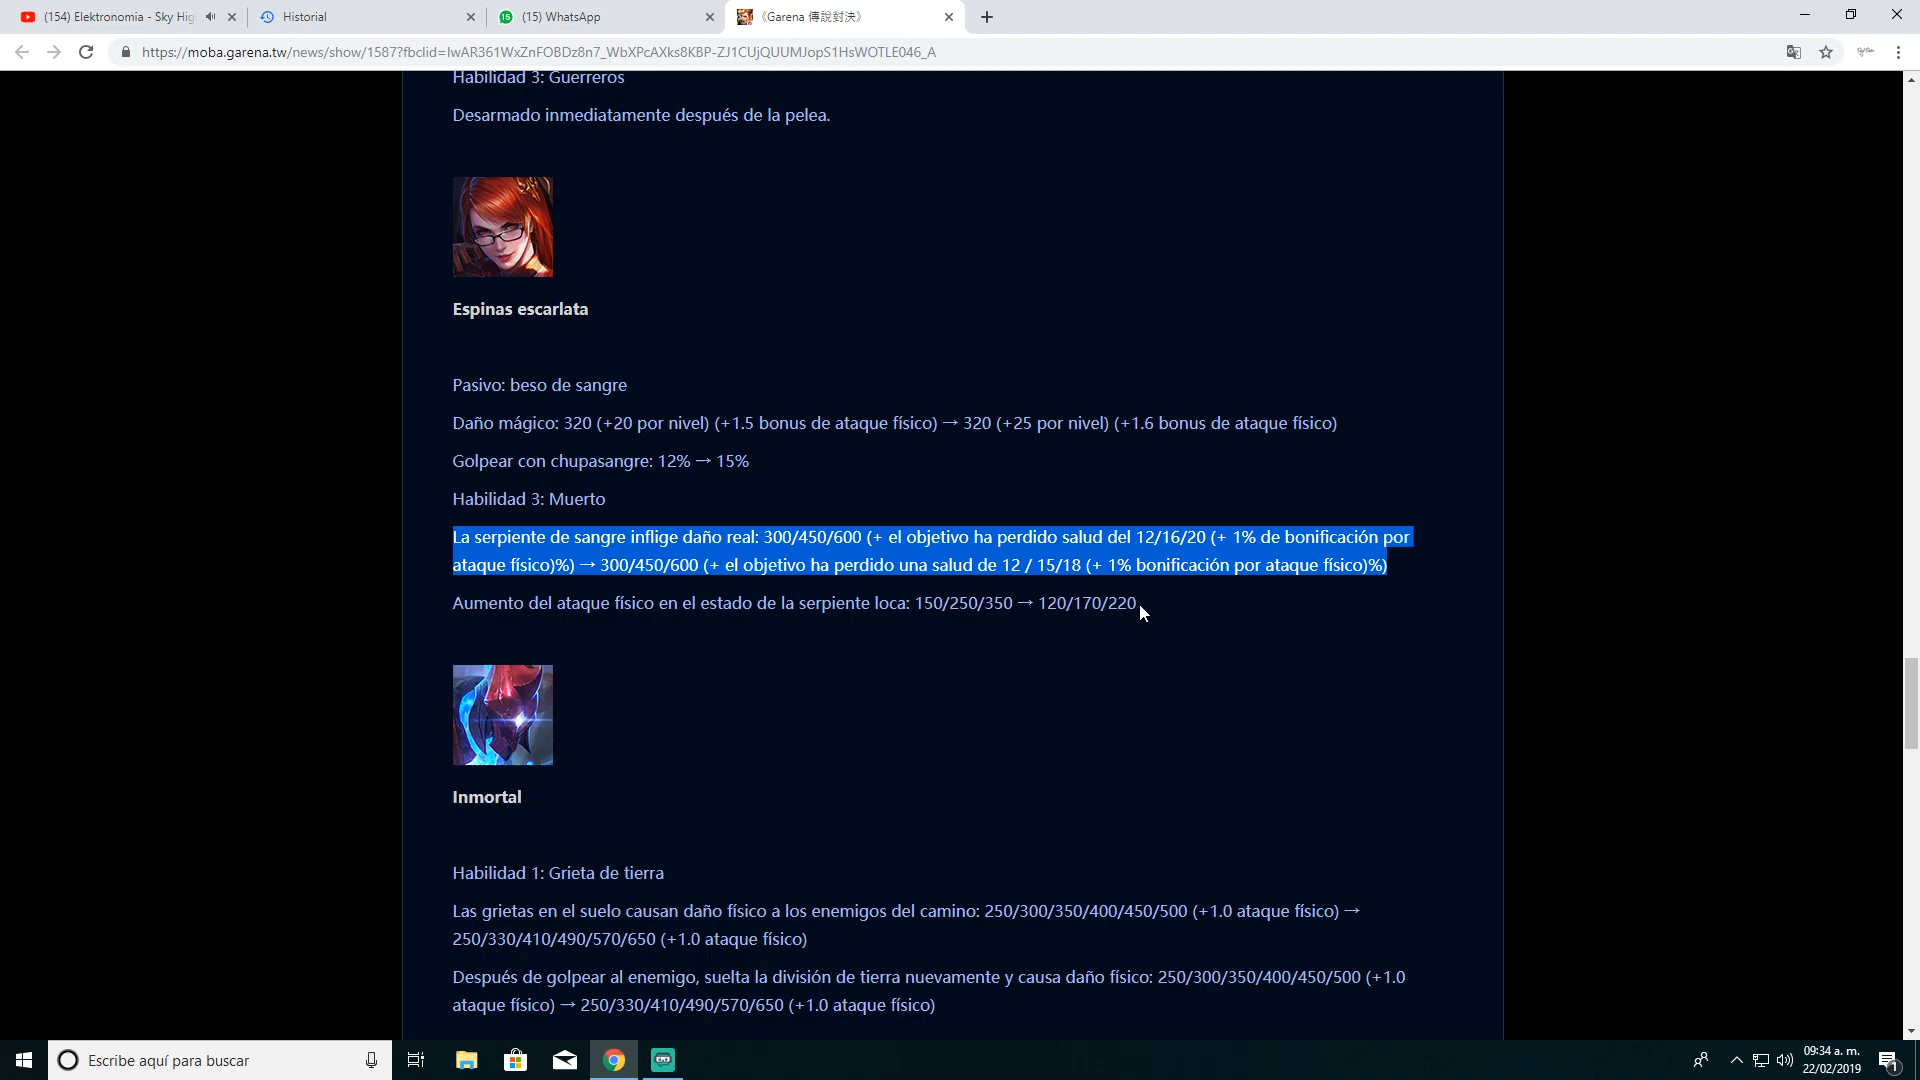 (154) Elektronomia - Sky Hig
Historial
15
(15) WhatsApp
《Garena 傳說對決》
https://moba.garena.tw/news/show/1587?fbclid=IwAR361WxZnFOBDz8n7_WbXPcAXks8KBP-ZJ1CUjQUUMJopS1HsWOTLE046_A
Habilidad 3: Guerreros
Desarmado inmediatamente después de la pelea.
Espinas escarlata
Pasivo: beso de sangre
Daño mágico: 320 (+20 por nivel) (+1.5 bonus de ataque físico) → 320 (+25 por nivel) (+1.6 bonus de ataque físico)
Golpear con chupasangre: 12% → 15%
Habilidad 3: Muerto
La serpiente de sangre inflige daño real: 300/450/600 (+ el objetivo ha perdido salud del 12/16/20 (+ 1% de bonificación por
ataque físico)%) → 300/450/600 (+ el objetivo ha perdido una salud de 12 / 15/18 (+ 1% bonificación por ataque físico)%)
Aumento del ataque físico en el estado de la serpiente loca: 150/250/350 → 120/170/220
Inmortal
Habilidad 1: Grieta de tierra
Las grietas en el suelo causan daño físico a los enemigos del camino: 250/300/350/400/450/500 (+1.0 ataque físico) →
250/330/410/490/570/650 (+1.0 ataque físico)
Después de golpear al enemigo, suelta la división de tierra nuevamente y causa daño físico: 250/300/350/400/450/500 (+1.0
ataque físico) → 250/330/410/490/570/650 (+1.0 ataque físico)
Escribe aquí para buscar
09:34 a. m.
22/02/2019
1